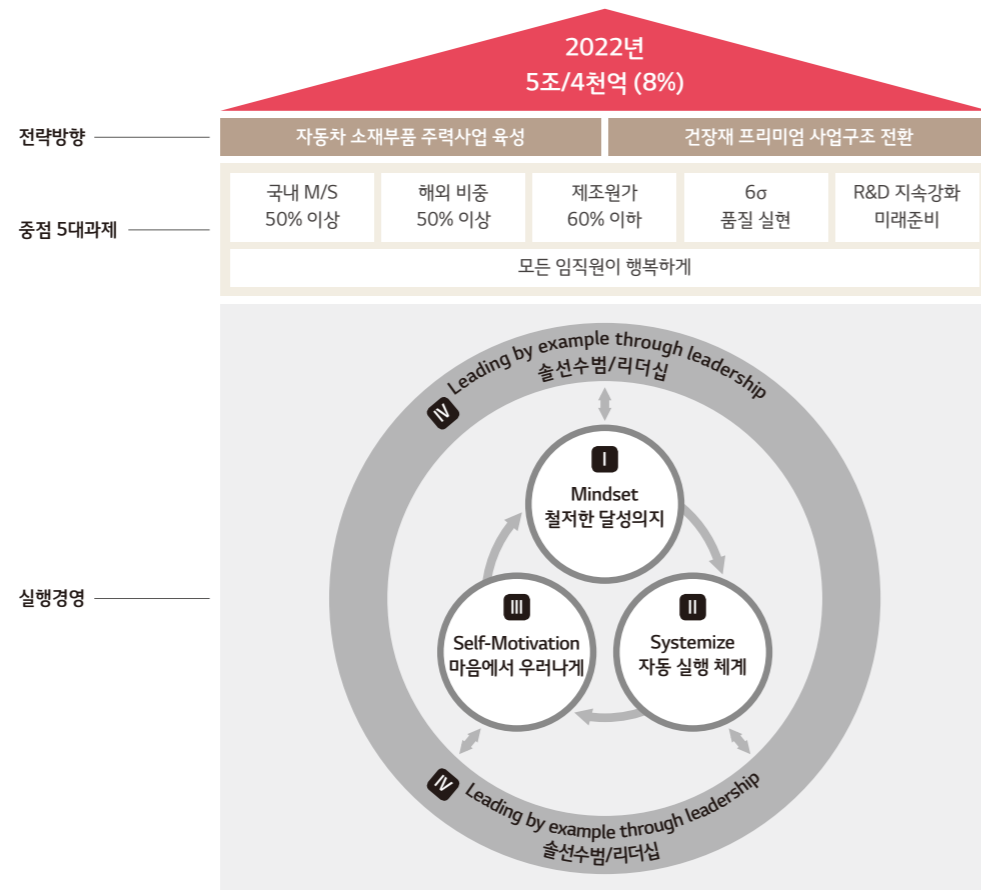 2022년
5조/4천억 (8%)
전략방향
자동차 소재부품 주력사업 육성
건장재 프리미엄 사업구조 전환
중점 5대과제
국내 M/S
50% 이상
해외 비중
50% 이상
제조원가
60% 이하
6σ
품질 실현
R&D 지속강화
미래준비
모든 임직원이 행복하게
실행경영
IV Leading by example through leadership
솔선수범/리더십
I
Mindset
철저한 달성의지
III
Self-Motivation
마음에서 우러나게
II
Systemize
자동 실행 체계
IV Leading by example through leadership
솔선수범/리더십